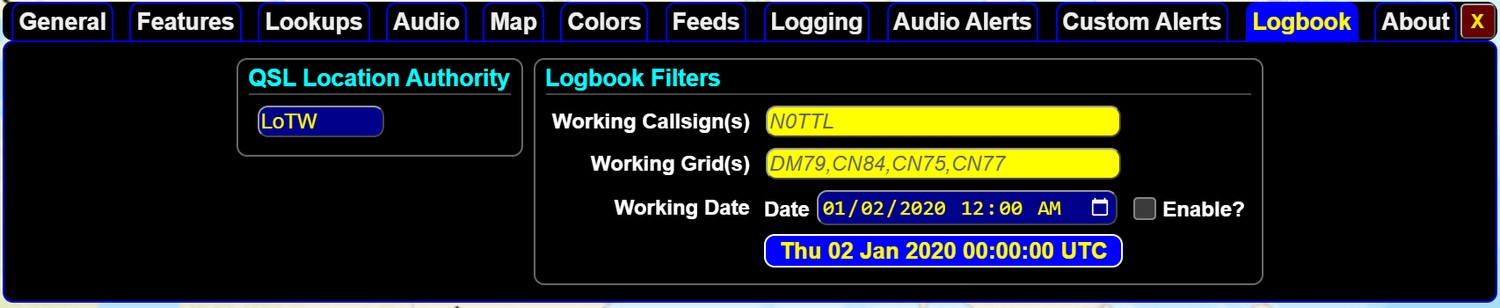 General Features Lookups Audio Map Colors Feeds Logging Audio Alerts Custom Alerts Logbook About X
QSL Location Authority
LoTW
Logbook Filters
Working Callsign(s) N0TTL
Working Grid(s) DM79,CN84,CN75,CN77
Working Date Date 01/02/2020 12:00 AM Enable?
Thu 02 Jan 2020 00:00:00 UTC